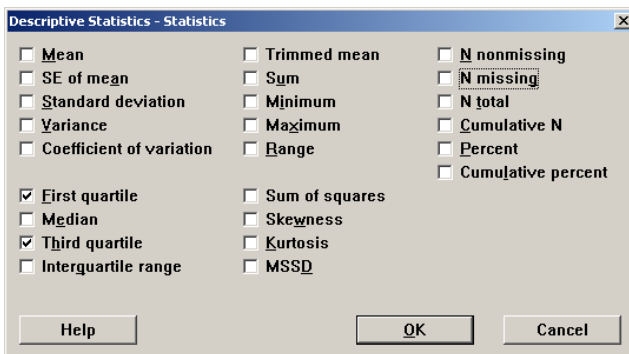 Descriptive Statistics - Statistics
Mean
SE of mean
Standard deviation
Variance
Coefficient of variation
First quartile
Median
Third quartile
Interquartile range
Trimmed mean
Sum
Minimum
Maximum
Range
Sum of squares
Skewness
Kurtosis
MSSD
N nonmissing
N missing
N total
Cumulative N
Percent
Cumulative percent
Help
OK
Cancel